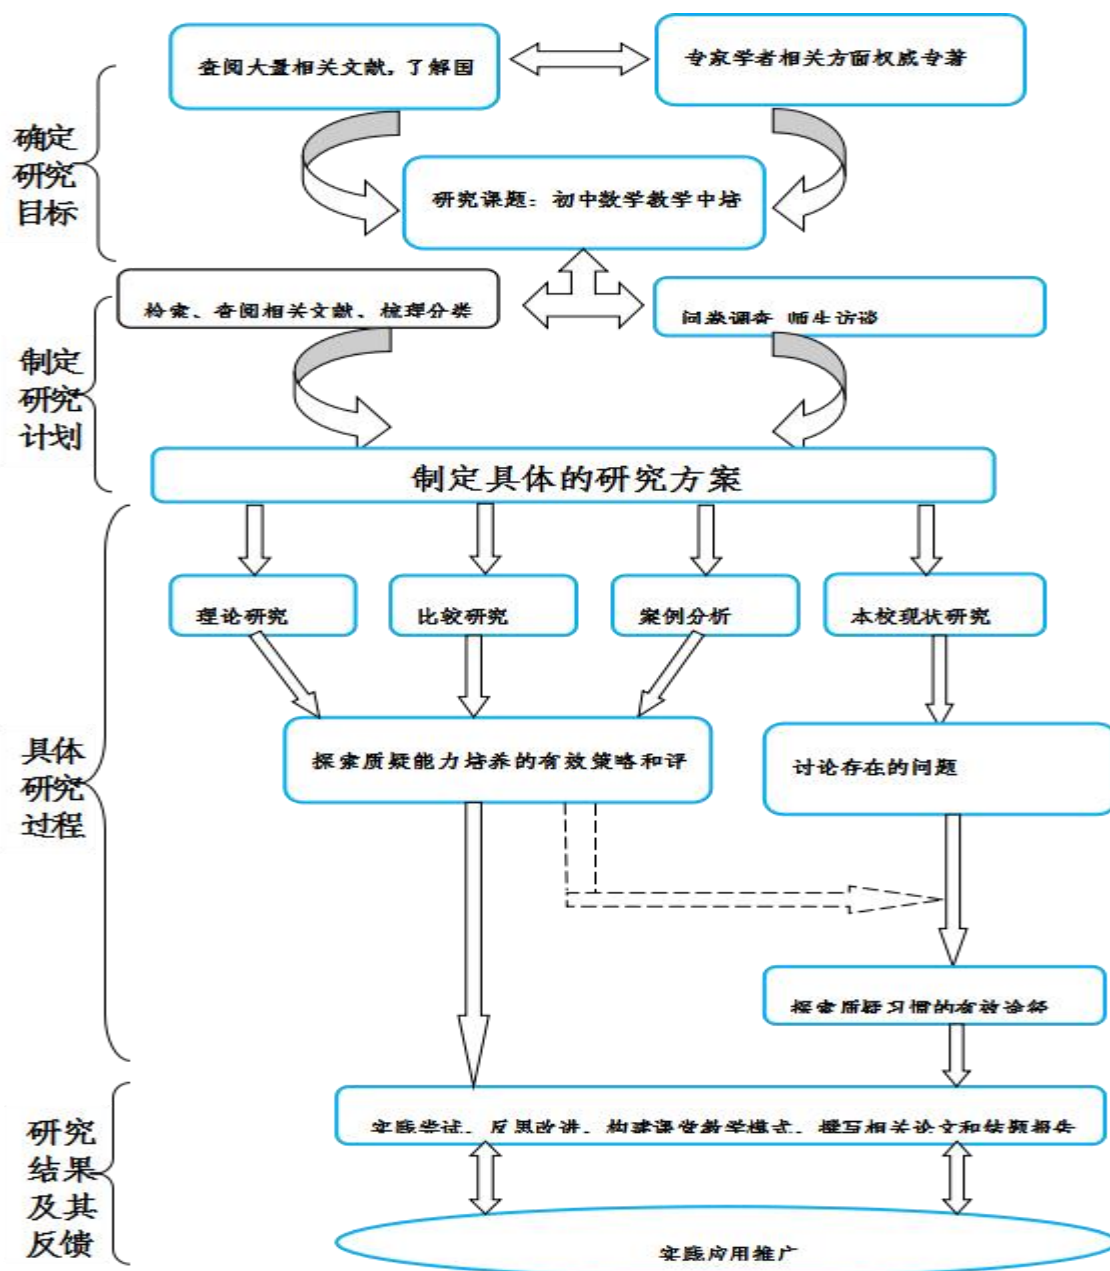 查阅大量相关文献，了解国
专家学者相关方面权威专著
确定
研究
目标
研究课题：初中数学教学中培
检索、查阅相关文献，梳理分类
问卷调查 师生访谈
制定
研究
计划
制定具体的研究方案
理论研究
比较研究
案例分析
本校现状研究
具体
研究
过程
探索质疑能力培养的有效策略和评
讨论存在的问题
探索质疑习惯的有效途径
研究
结果
及其
反馈
实践尝试，反思改进，构建课堂教学模式，撰写相关论文和结题报告
实践应用推广